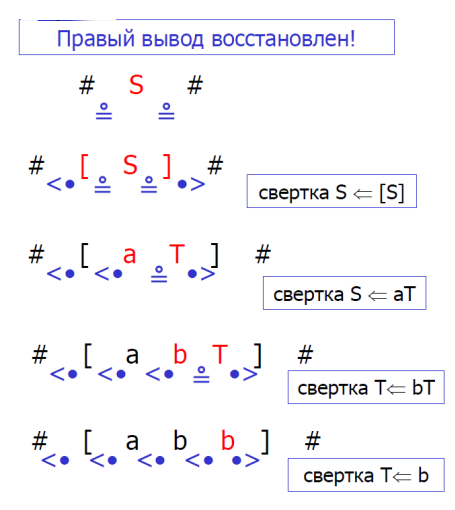 Правый вывод восстановлен!
# S #
≗ ≗
# [ S ] #
<• ≗ ≗ •>
свертка S ⇐ [S]
# [ a T ] #
<• <• ≗ •>
свертка S ⇐ aT
# [ a b T ] #
<• <• <• ≗ •>
свертка T⇐ bT
# [ a b b ] #
<• <• <• <• •>
свертка T⇐ b